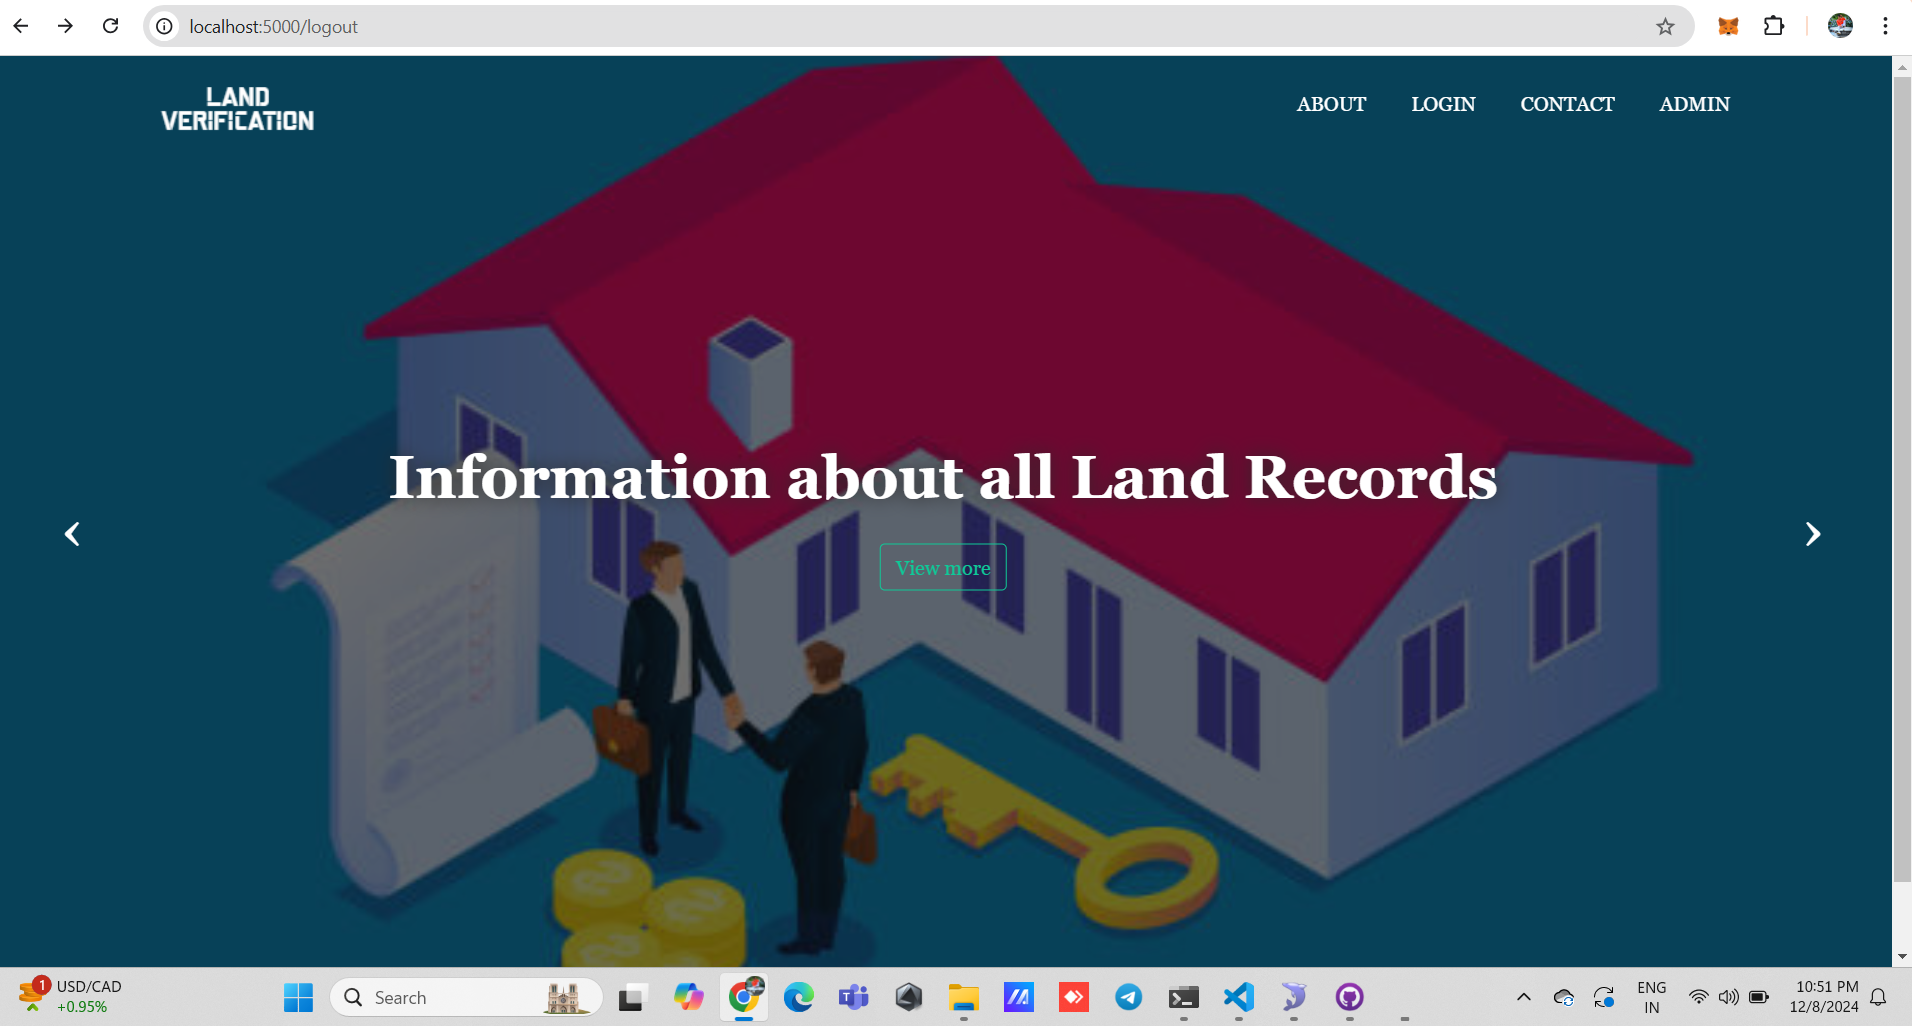 localhost:5000/logout
LAND
VERIFICATION
ABOUT LOGIN CONTACT ADMIN
Information about all Land Records
View more
1
USD/CAD
+0.95%
Search
ENG
IN
10:51 PM
12/8/2024